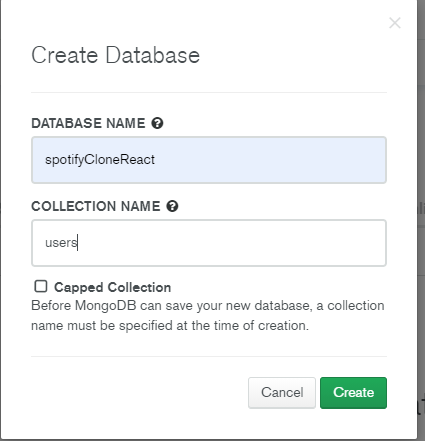 Create Database
DATABASE NAME
spotifyCloneReact
COLLECTION NAME
users
Capped Collection
Before MongoDB can save your new database, a collection
name must be specified at the time of creation.
Cancel Create